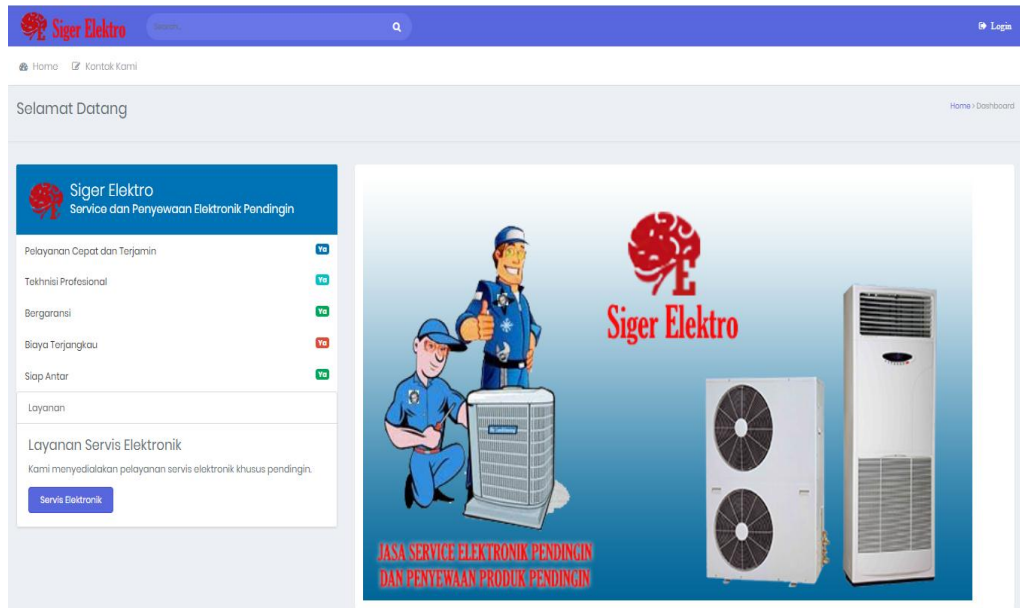 Siger Elektro
Search...
Login
Home
Kontak Kami
Selamat Datang
Home › Dashboard
Siger Elektro
Service dan Penyewaan Elektronik Pendingin
Pelayanan Cepat dan Terjamin Ya
Tekhnisi Profesional Ya
Bergaransi Ya
Biaya Terjangkau Ya
Siap Antar Ya
Layanan
Layanan Servis Elektronik
Kami menyedialakan pelayanan servis elektronik khusus pendingin.
Servis Elektronik
E
Siger Elektro
Air Conditioning
JASA SERVICE ELEKTRONIK PENDINGIN
DAN PENYEWAAN PRODUK PENDINGIN